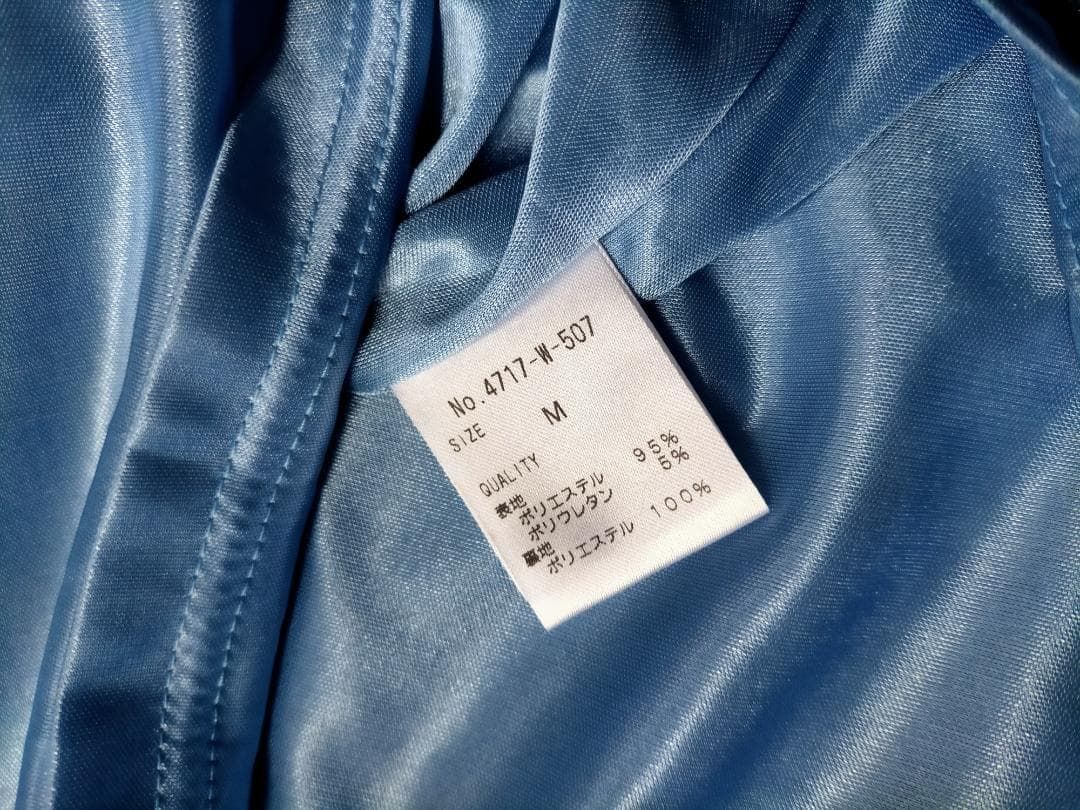 No.4717-W-507
SIZE M
QUALITY
表地
ポリエステル 95%
ポリウレタン 5%
裏地
ポリエステル 100%